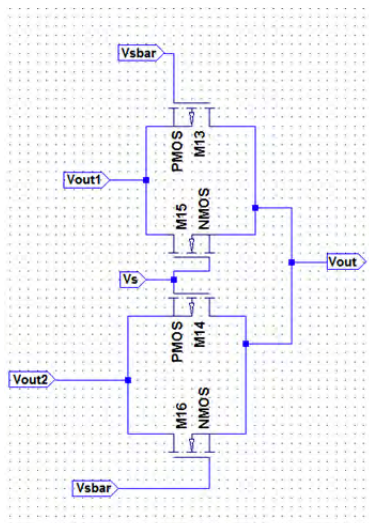 Vsbar
PMOS
M13
Vout1
M15
NMOS
Vs
Vout
PMOS
M14
Vout2
M16
NMOS
Vsbar